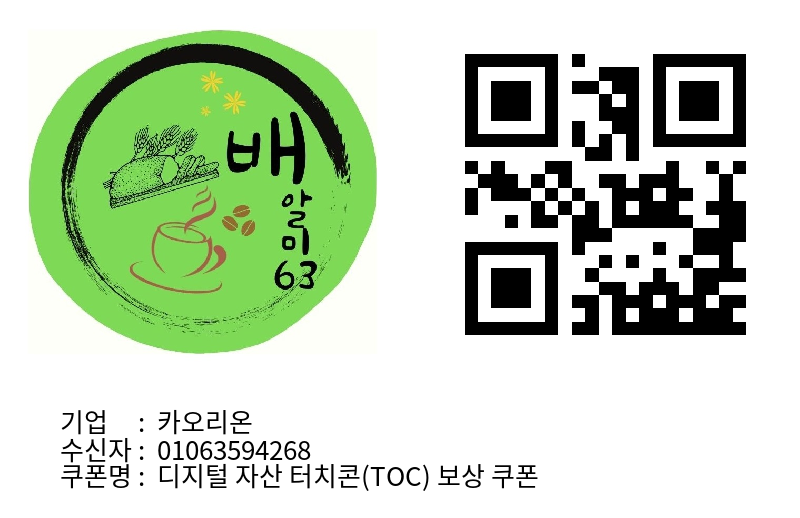 배
알
미
63
기업 : 카오리온
수신자 : 01063594268
쿠폰명 : 디지털 자산 터치콘(TOC) 보상 쿠폰